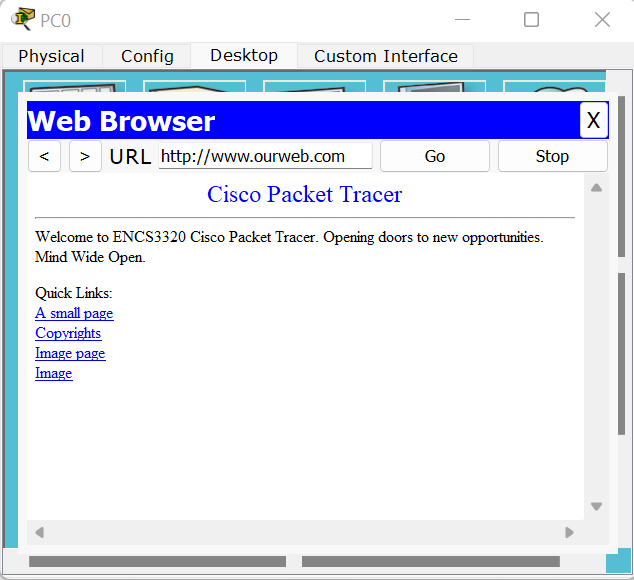 PC0
Physical Config Desktop Custom Interface
Web Browser X
< > URL http://www.ourweb.com Go Stop
Cisco Packet Tracer
Welcome to ENCS3320 Cisco Packet Tracer. Opening doors to new opportunities.
Mind Wide Open.
Quick Links:
A small page
Copyrights
Image page
Image